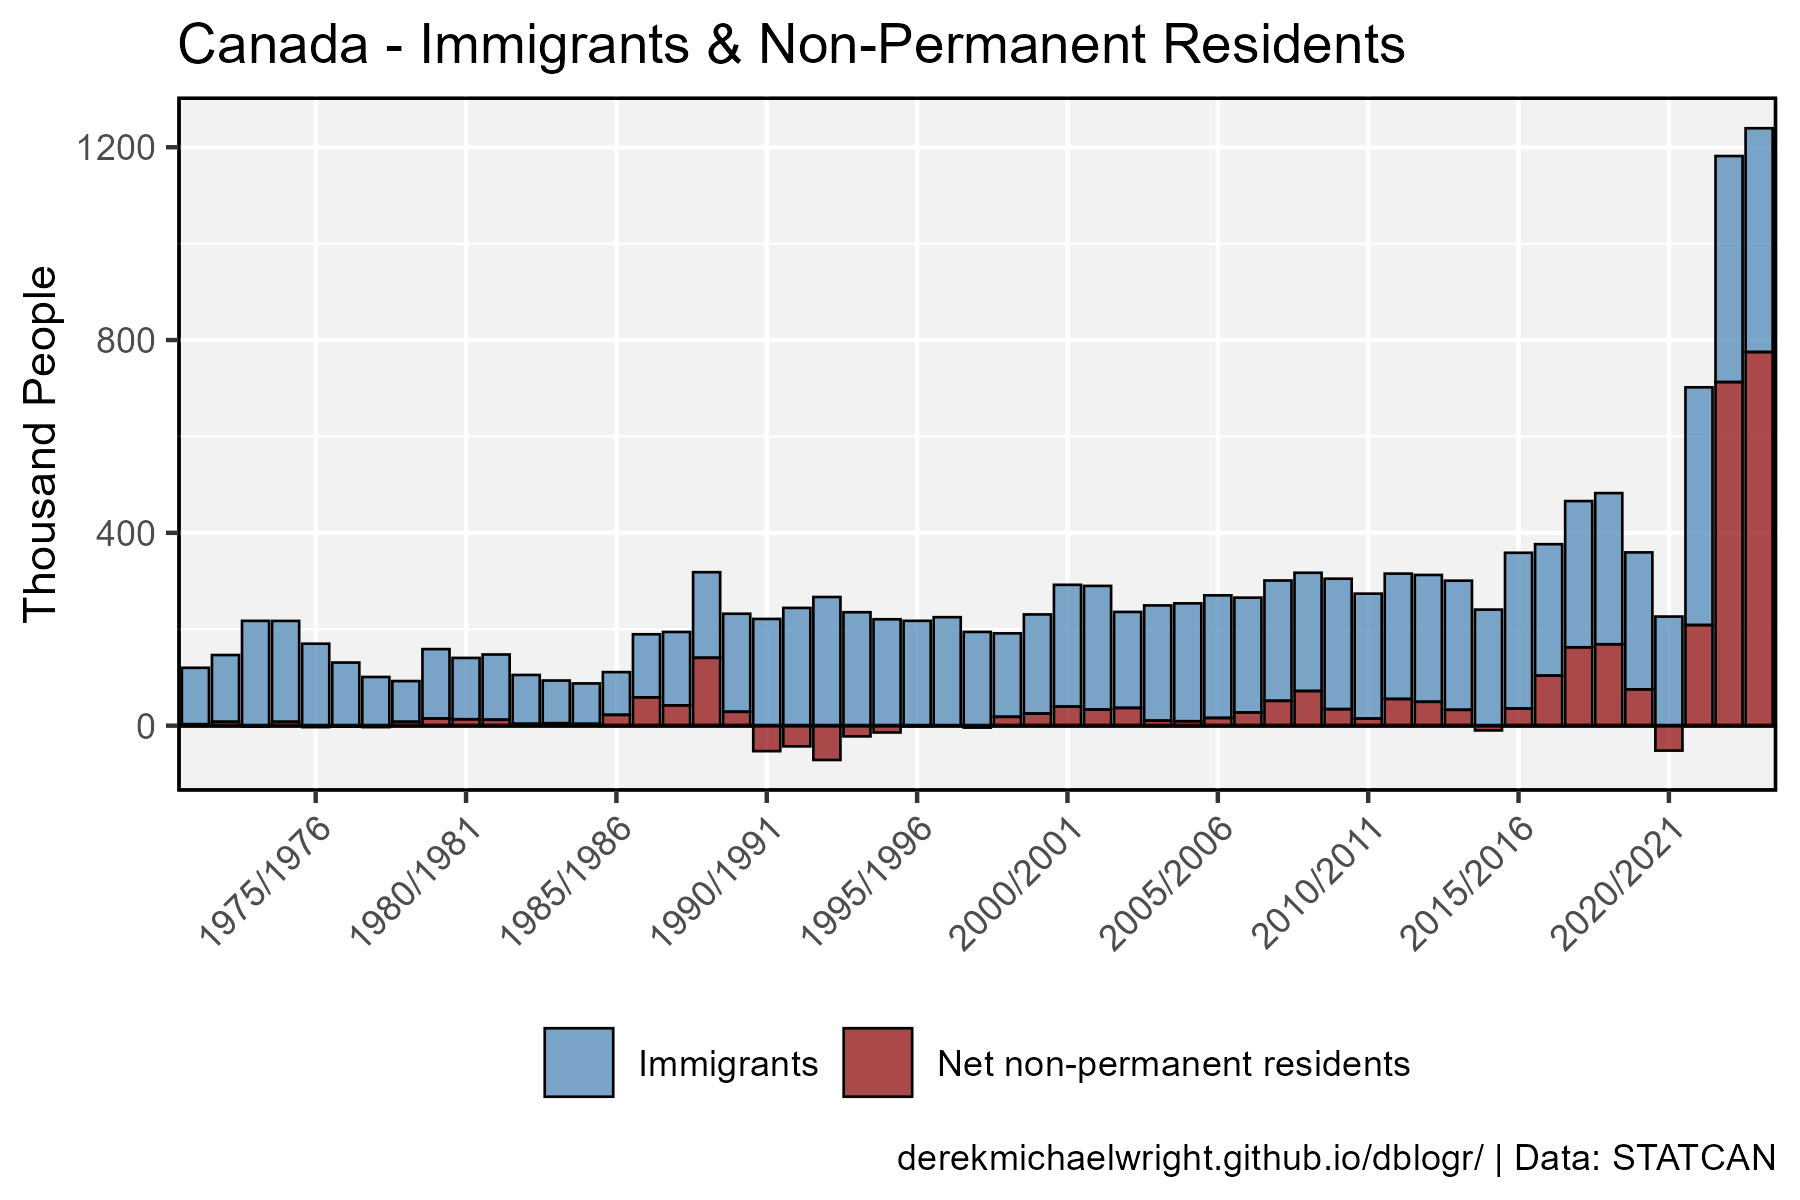 Canada - Immigrants & Non-Permanent Residents
Thousand People
1200
800
400
0
1975/1976
1980/1981
1985/1986
1990/1991
1995/1996
2000/2001
2005/2006
2010/2011
2015/2016
2020/2021
Immigrants
Net non-permanent residents
derekmichaelwright.github.io/dblogr/ | Data: STATCAN